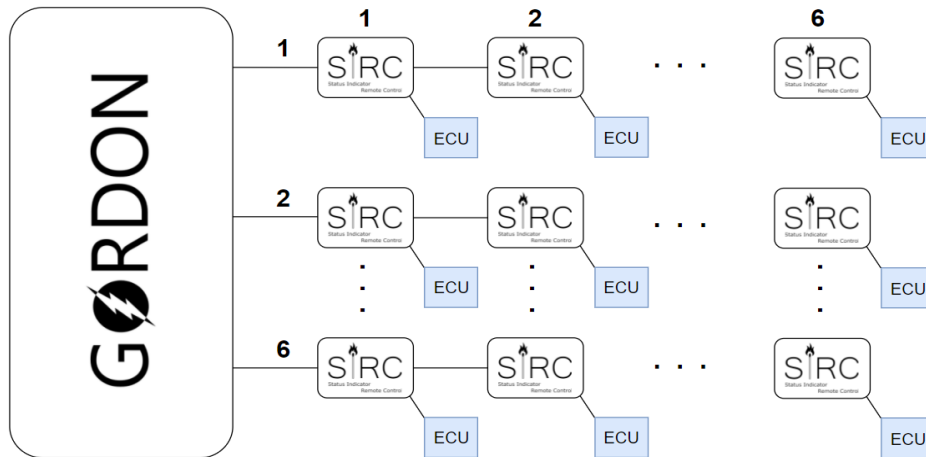 1 2 6
GORDON
1
SIRC SIRC SIRC
Status Indicator Remote Control Status Indicator Remote Control Status Indicator Remote Control
. . .
ECU ECU ECU
2
SIRC SIRC SIRC
Status Indicator Remote Control Status Indicator Remote Control Status Indicator Remote Control
. . .
ECU ECU ECU
6
SIRC SIRC SIRC
Status Indicator Remote Control Status Indicator Remote Control Status Indicator Remote Control
. . .
ECU ECU ECU